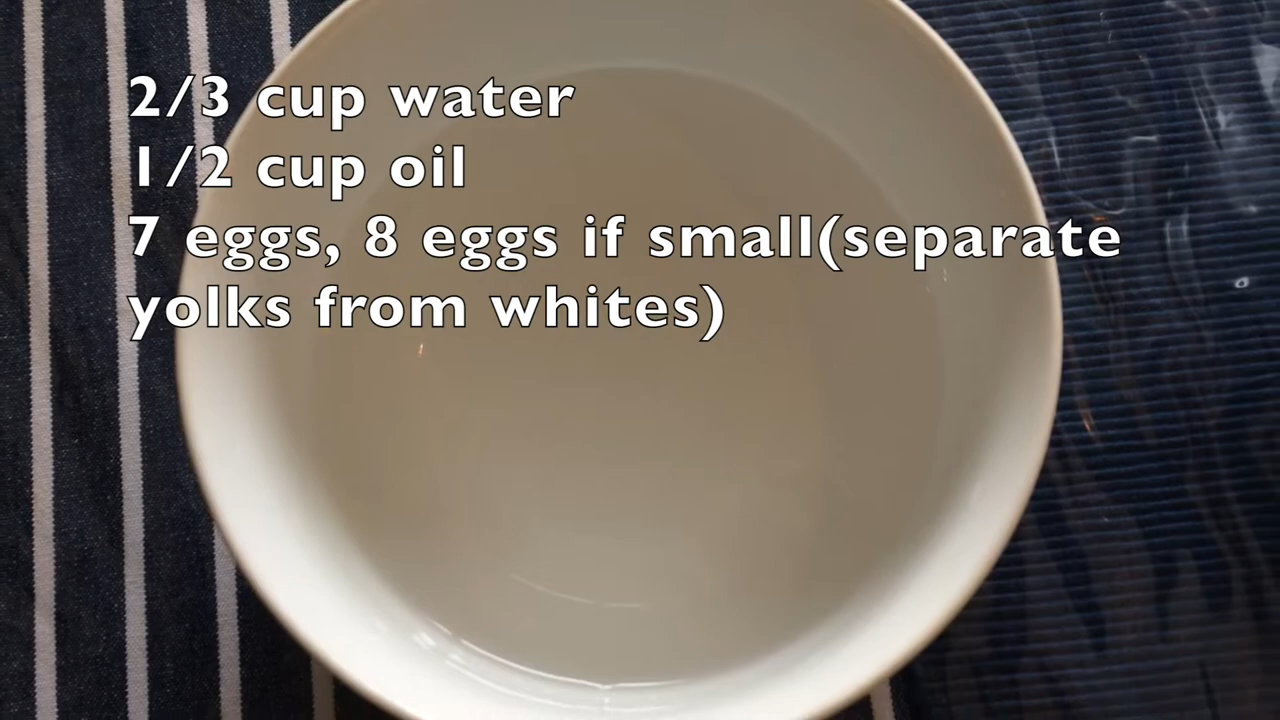 2/3 cup water
1/2 cup oil
7 eggs, 8 eggs if small(separate
yolks from whites)